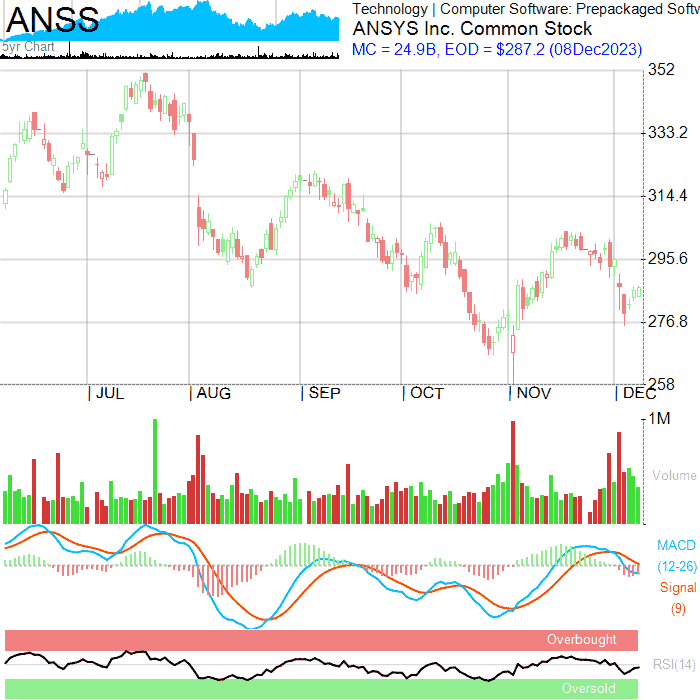 ANSS
5yr Chart
Technology | Computer Software: Prepackaged Softw
ANSYS Inc. Common Stock
MC = 24.9B, EOD = $287.2 (08Dec2023)
352
333.2
314.4
295.6
276.8
258
JUL AUG SEP OCT NOV DEC
1M
Volume
MACD
(12-26)
Signal
(9)
Overbought
RSI(14)
Oversold